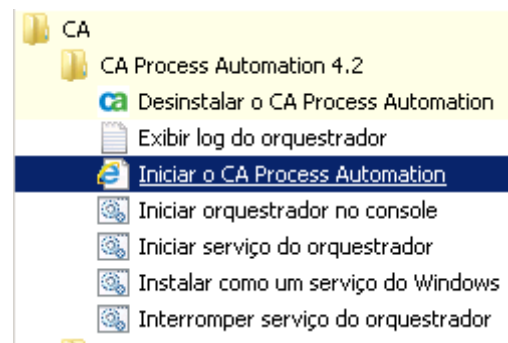 CA
CA Process Automation 4.2
ca Desinstalar o CA Process Automation
Exibir log do orquestrador
Iniciar o CA Process Automation
Iniciar orquestrador no console
Iniciar serviço do orquestrador
Instalar como um serviço do Windows
Interromper serviço do orquestrador